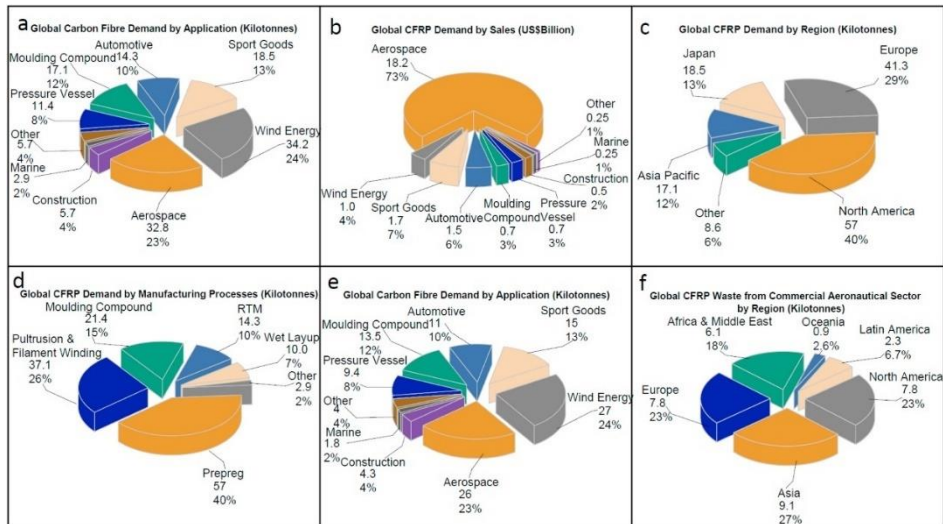 a
Global Carbon Fibre Demand by Application (Kilotonnes)
Automotive
14.3
10%
Sport Goods
18.5
13%
Moulding Compound
17.1
12%
Pressure Vessel
11.4
8%
Other
5.7
4%
Marine
2.9
2%
Construction
5.7
4%
Aerospace
32.8
23%
Wind Energy
34.2
24%
b
Global CFRP Demand by Sales (US$Billion)
Aerospace
18.2
73%
Other
0.25
1%
Marine
0.25
1%
Construction
0.5
2%
Pressure
Vessel
0.7
3%
Moulding
Compound
0.7
3%
Automotive
1.5
6%
Sport Goods
1.7
7%
Wind Energy
1.0
4%
c
Global CFRP Demand by Region (Kilotonnes)
Japan
18.5
13%
Europe
41.3
29%
Asia Pacific
17.1
12%
Other
8.6
6%
North America
57
40%
d
Global CFRP Demand by Manufacturing Processes (Kilotonnes)
Moulding Compound
21.4
15%
RTM
14.3
10%
Wet Layup
10.0
7%
Other
2.9
2%
Pultrusion &
Filament Winding
37.1
26%
Prepreg
57
40%
e
Global Carbon Fibre Demand by Application (Kilotonnes)
Automotive
11
10%
Sport Goods
15
13%
Moulding Compound
13.5
12%
Pressure Vessel
9.4
8%
Other
4
4%
Marine
1.8
2%
Construction
4.3
4%
Aerospace
26
23%
Wind Energy
27
24%
f
Global CFRP Waste from Commercial Aeronautical Sector
by Region (Kilotonnes)
Africa & Middle East
6.1
18%
Oceania
0.9
2.6%
Latin America
2.3
6.7%
North America
7.8
23%
Europe
7.8
23%
Asia
9.1
27%